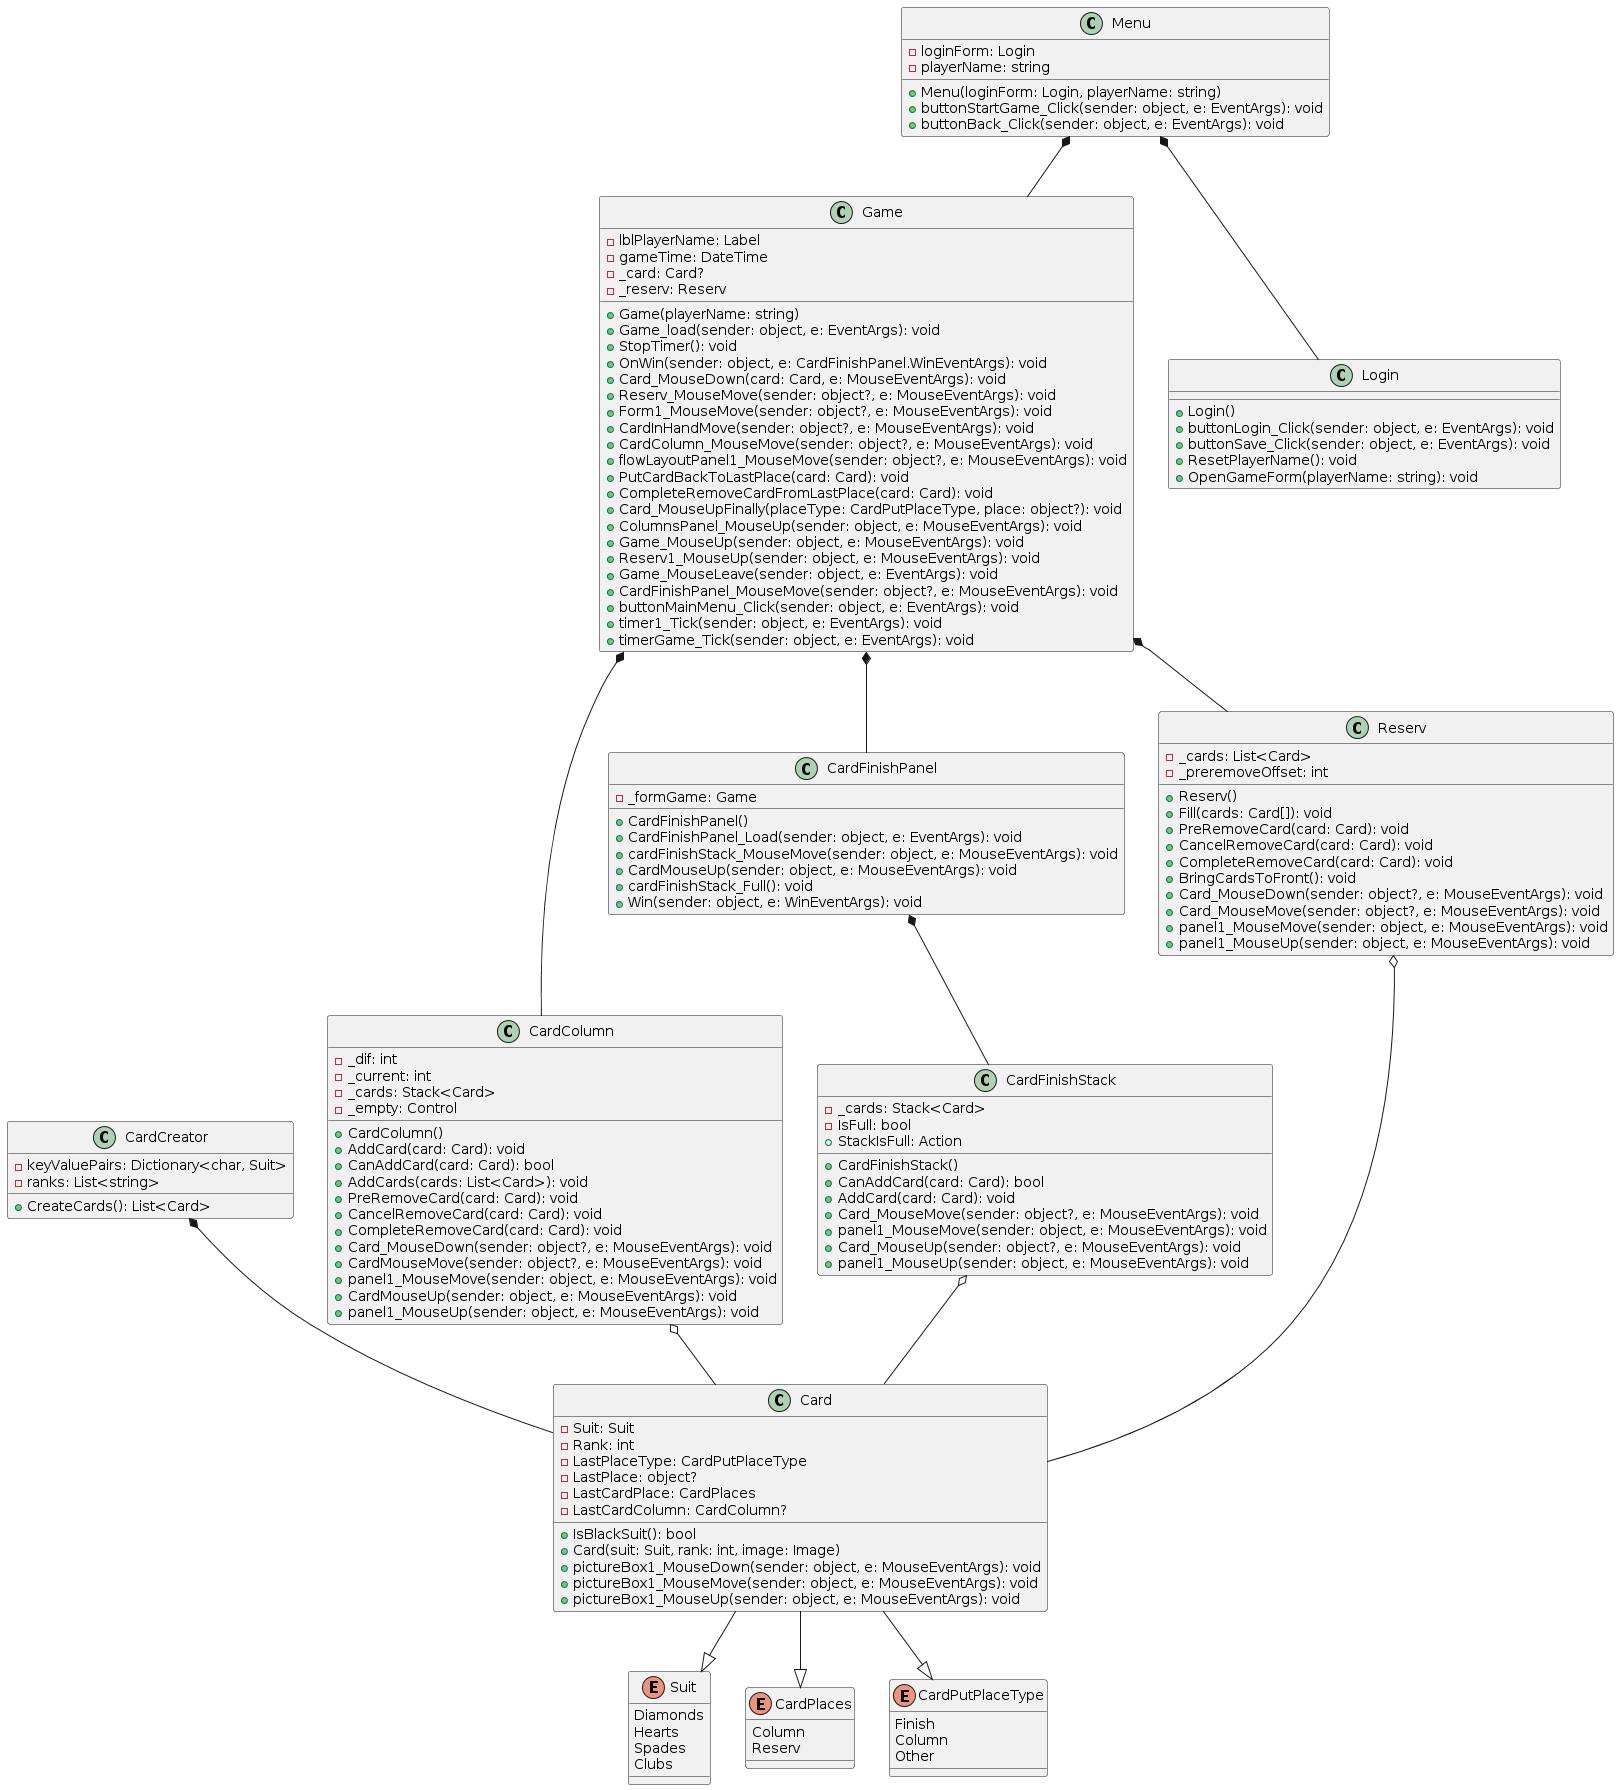 Menu
loginForm: Login
playerName: string
Menu(loginForm: Login, playerName: string)
buttonStartGame_Click(sender: object, e: EventArgs): void
buttonBack_Click(sender: object, e: EventArgs): void
Game
lblPlayerName: Label
gameTime: DateTime
_card: Card?
_reserv: Reserv
Game(playerName: string)
Game_load(sender: object, e: EventArgs): void
StopTimer(): void
OnWin(sender: object, e: CardFinishPanel.WinEventArgs): void
Card_MouseDown(card: Card, e: MouseEventArgs): void
Reserv_MouseMove(sender: object?, e: MouseEventArgs): void
Form1_MouseMove(sender: object?, e: MouseEventArgs): void
CardInHandMove(sender: object?, e: MouseEventArgs): void
CardColumn_MouseMove(sender: object?, e: MouseEventArgs): void
flowLayoutPanel1_MouseMove(sender: object?, e: MouseEventArgs): void
PutCardBackToLastPlace(card: Card): void
CompleteRemoveCardFromLastPlace(card: Card): void
Card_MouseUpFinally(placeType: CardPutPlaceType, place: object?): void
ColumnsPanel_MouseUp(sender: object, e: MouseEventArgs): void
Game_MouseUp(sender: object, e: MouseEventArgs): void
Reserv1_MouseUp(sender: object, e: MouseEventArgs): void
Game_MouseLeave(sender: object, e: EventArgs): void
CardFinishPanel_MouseMove(sender: object?, e: MouseEventArgs): void
buttonMainMenu_Click(sender: object, e: EventArgs): void
timer1_Tick(sender: object, e: EventArgs): void
timerGame_Tick(sender: object, e: EventArgs): void
Login
Login()
buttonLogin_Click(sender: object, e: EventArgs): void
buttonSave_Click(sender: object, e: EventArgs): void
ResetPlayerName(): void
OpenGameForm(playerName: string): void
CardFinishPanel
_formGame: Game
CardFinishPanel()
CardFinishPanel_Load(sender: object, e: EventArgs): void
cardFinishStack_MouseMove(sender: object, e: MouseEventArgs): void
CardMouseUp(sender: object, e: MouseEventArgs): void
cardFinishStack_Full(): void
Win(sender: object, e: WinEventArgs): void
Reserv
_cards: List<Card>
_preremoveOffset: int
Reserv()
Fill(cards: Card[]): void
PreRemoveCard(card: Card): void
CancelRemoveCard(card: Card): void
CompleteRemoveCard(card: Card): void
BringCardsToFront(): void
Card_MouseDown(sender: object?, e: MouseEventArgs): void
Card_MouseMove(sender: object?, e: MouseEventArgs): void
panel1_MouseMove(sender: object, e: MouseEventArgs): void
panel1_MouseUp(sender: object, e: MouseEventArgs): void
CardColumn
_dif: int
_current: int
_cards: Stack<Card>
_empty: Control
CardColumn()
AddCard(card: Card): void
CanAddCard(card: Card): bool
AddCards(cards: List<Card>): void
PreRemoveCard(card: Card): void
CancelRemoveCard(card: Card): void
CompleteRemoveCard(card: Card): void
Card_MouseDown(sender: object?, e: MouseEventArgs): void
CardMouseMove(sender: object?, e: MouseEventArgs): void
panel1_MouseMove(sender: object, e: MouseEventArgs): void
CardMouseUp(sender: object, e: MouseEventArgs): void
panel1_MouseUp(sender: object, e: MouseEventArgs): void
CardFinishStack
_cards: Stack<Card>
IsFull: bool
StackIsFull: Action
CardFinishStack()
CanAddCard(card: Card): bool
AddCard(card: Card): void
Card_MouseMove(sender: object?, e: MouseEventArgs): void
panel1_MouseMove(sender: object, e: MouseEventArgs): void
Card_MouseUp(sender: object?, e: MouseEventArgs): void
panel1_MouseUp(sender: object, e: MouseEventArgs): void
CardCreator
keyValuePairs: Dictionary<char, Suit>
ranks: List<string>
CreateCards(): List<Card>
Card
Suit: Suit
Rank: int
LastPlaceType: CardPutPlaceType
LastPlace: object?
LastCardPlace: CardPlaces
LastCardColumn: CardColumn?
IsBlackSuit(): bool
Card(suit: Suit, rank: int, image: Image)
pictureBox1_MouseDown(sender: object, e: MouseEventArgs): void
pictureBox1_MouseMove(sender: object, e: MouseEventArgs): void
pictureBox1_MouseUp(sender: object, e: MouseEventArgs): void
Suit
Diamonds
Hearts
Spades
Clubs
CardPlaces
Column
Reserv
CardPutPlaceType
Finish
Column
Other